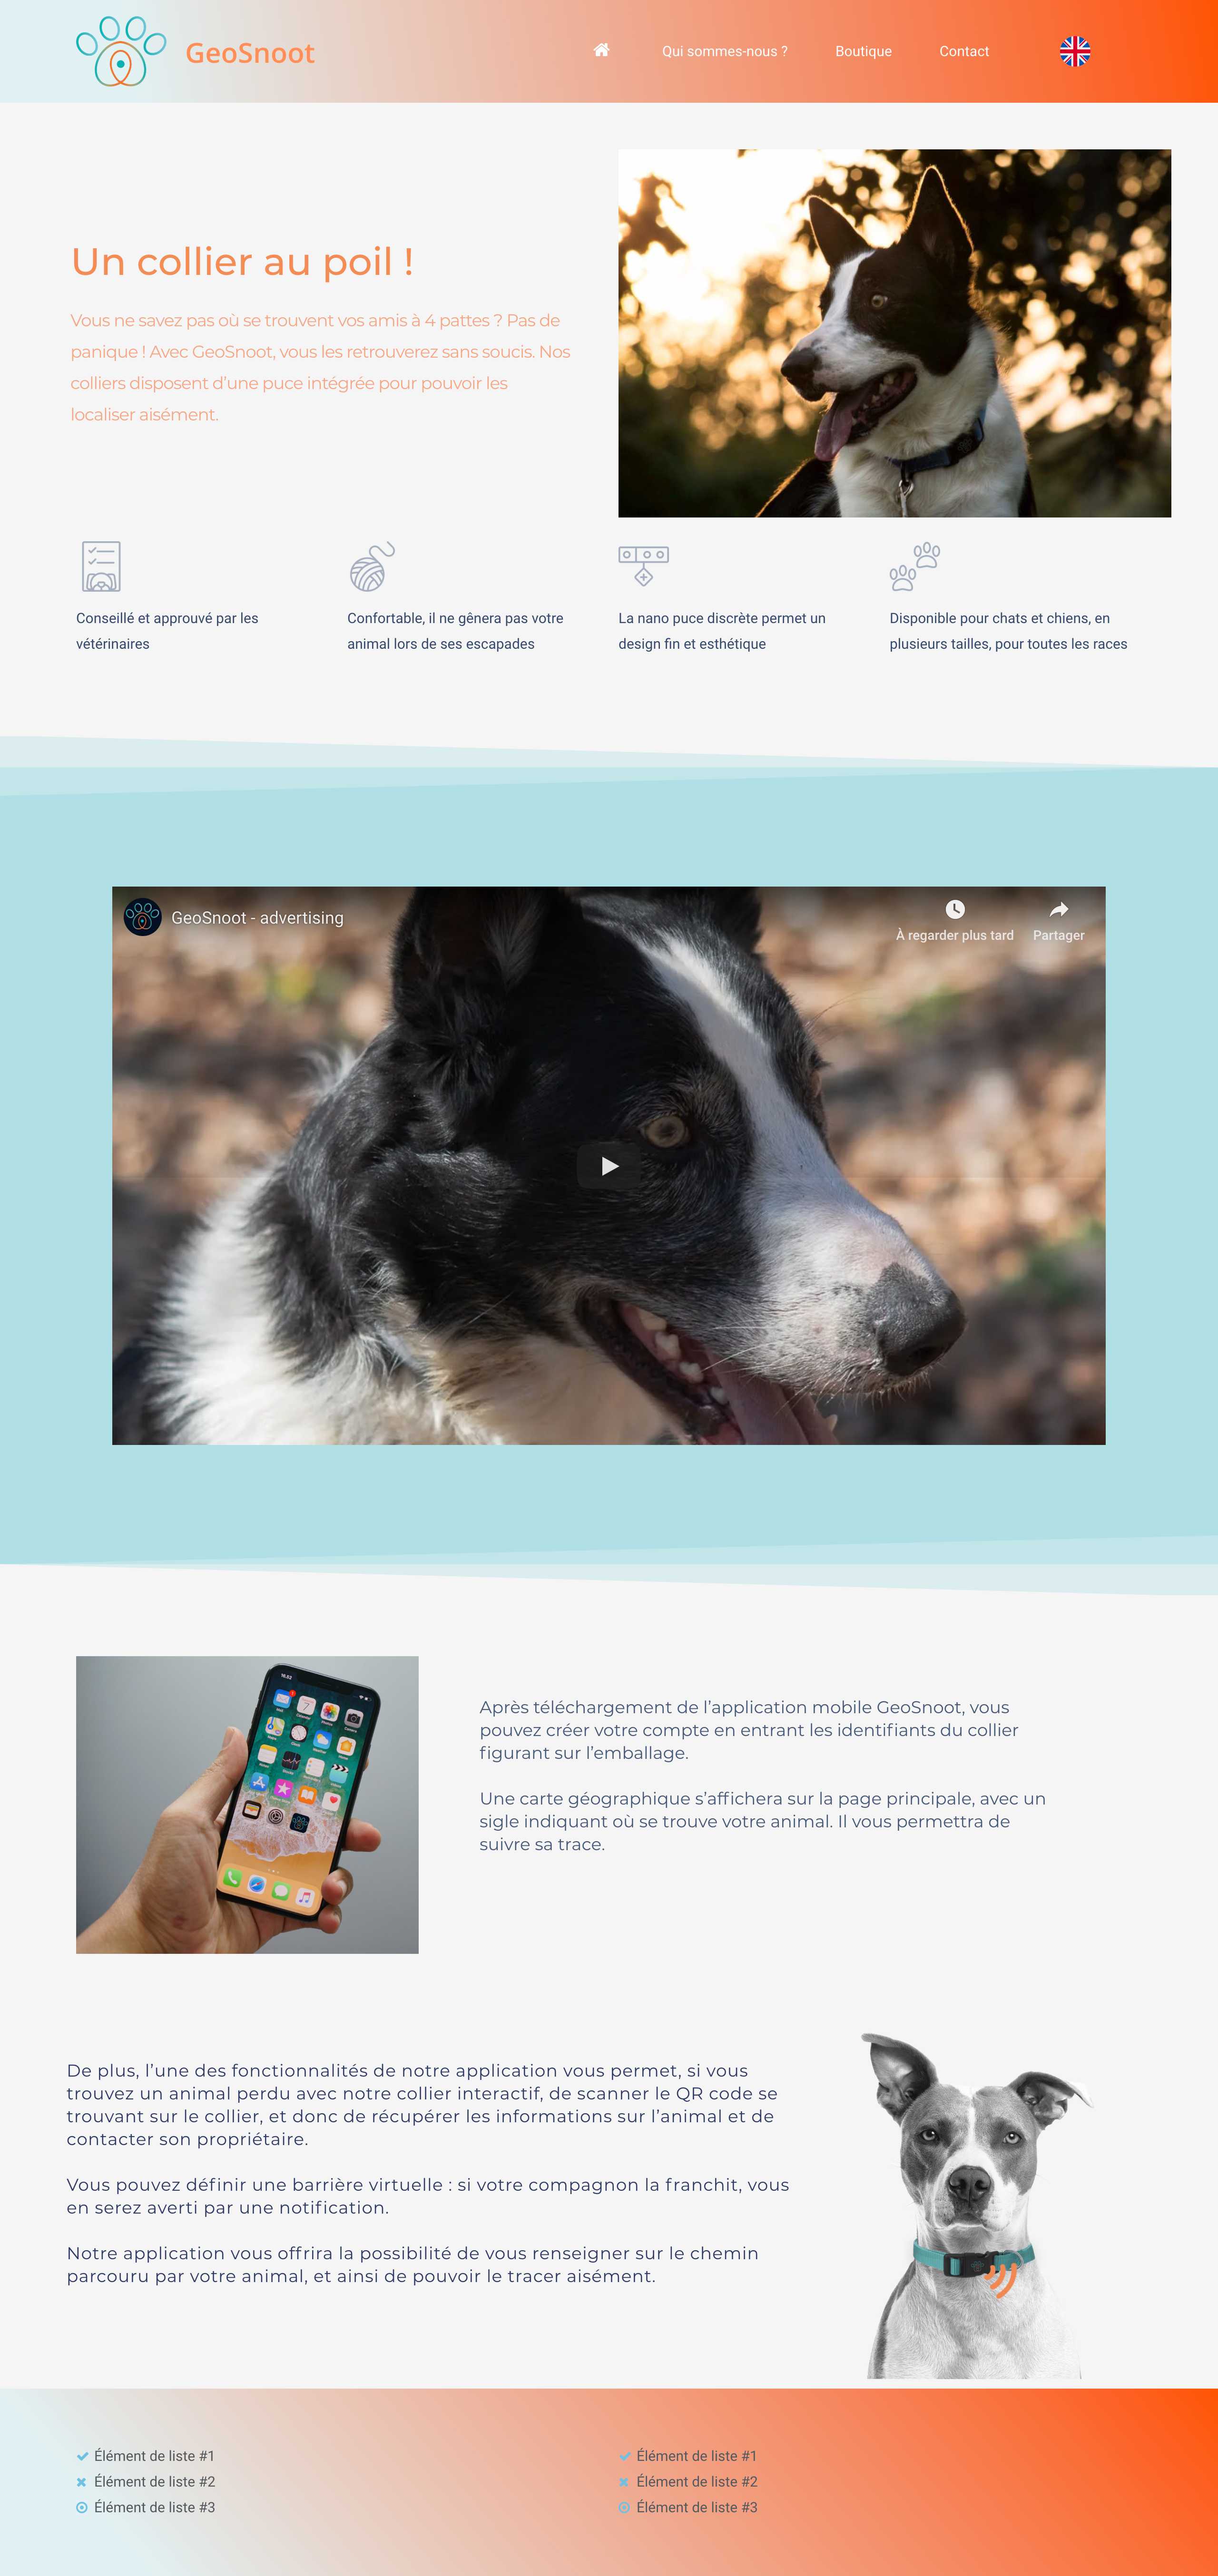 GeoSnoot
Qui sommes-nous ?
Boutique
Contact
Un collier au poil !
Vous ne savez pas où se trouvent vos amis à 4 pattes ? Pas de
panique ! Avec GeoSnoot, vous les retrouverez sans soucis. Nos
colliers disposent d’une puce intégrée pour pouvoir les
localiser aisément.
Conseillé et approuvé par les
vétérinaires
Confortable, il ne gênera pas votre
animal lors de ses escapades
La nano puce discrète permet un
design fin et esthétique
Disponible pour chats et chiens, en
plusieurs tailles, pour toutes les races
GeoSnoot - advertising
À regarder plus tard
Partager
Après téléchargement de l’application mobile GeoSnoot, vous
pouvez créer votre compte en entrant les identifiants du collier
figurant sur l’emballage.
Une carte géographique s’affichera sur la page principale, avec un
sigle indiquant où se trouve votre animal. Il vous permettra de
suivre sa trace.
De plus, l’une des fonctionnalités de notre application vous permet, si vous
trouvez un animal perdu avec notre collier interactif, de scanner le QR code se
trouvant sur le collier, et donc de récupérer les informations sur l’animal et de
contacter son propriétaire.
Vous pouvez définir une barrière virtuelle : si votre compagnon la franchit, vous
en serez averti par une notification.
Notre application vous offrira la possibilité de vous renseigner sur le chemin
parcouru par votre animal, et ainsi de pouvoir le tracer aisément.
Élément de liste #1
Élément de liste #2
Élément de liste #3
Élément de liste #1
Élément de liste #2
Élément de liste #3